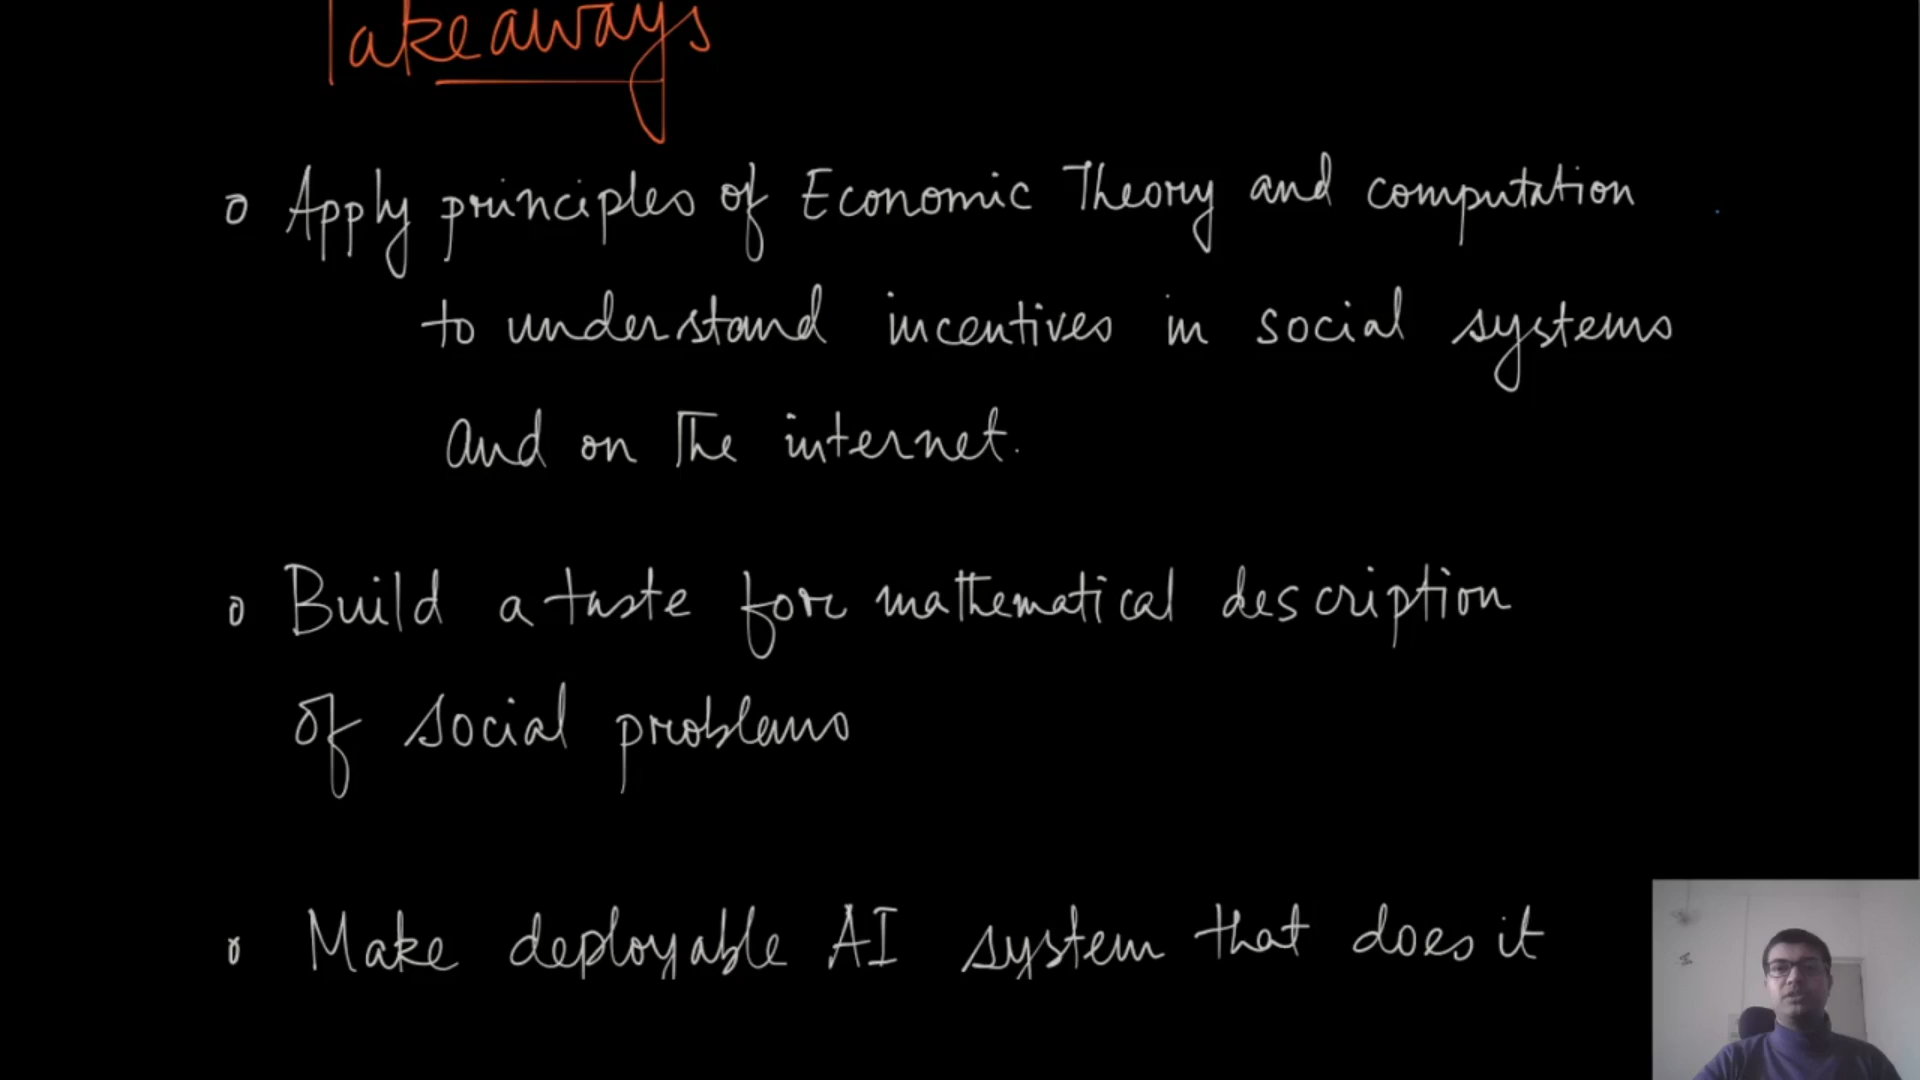 Takeaways
o Apply principles of Economic Theory and computation
to understand incentives in social systems
and on the internet.
o Build a taste for mathematical description
of social problems
o Make deployable AI system that does it